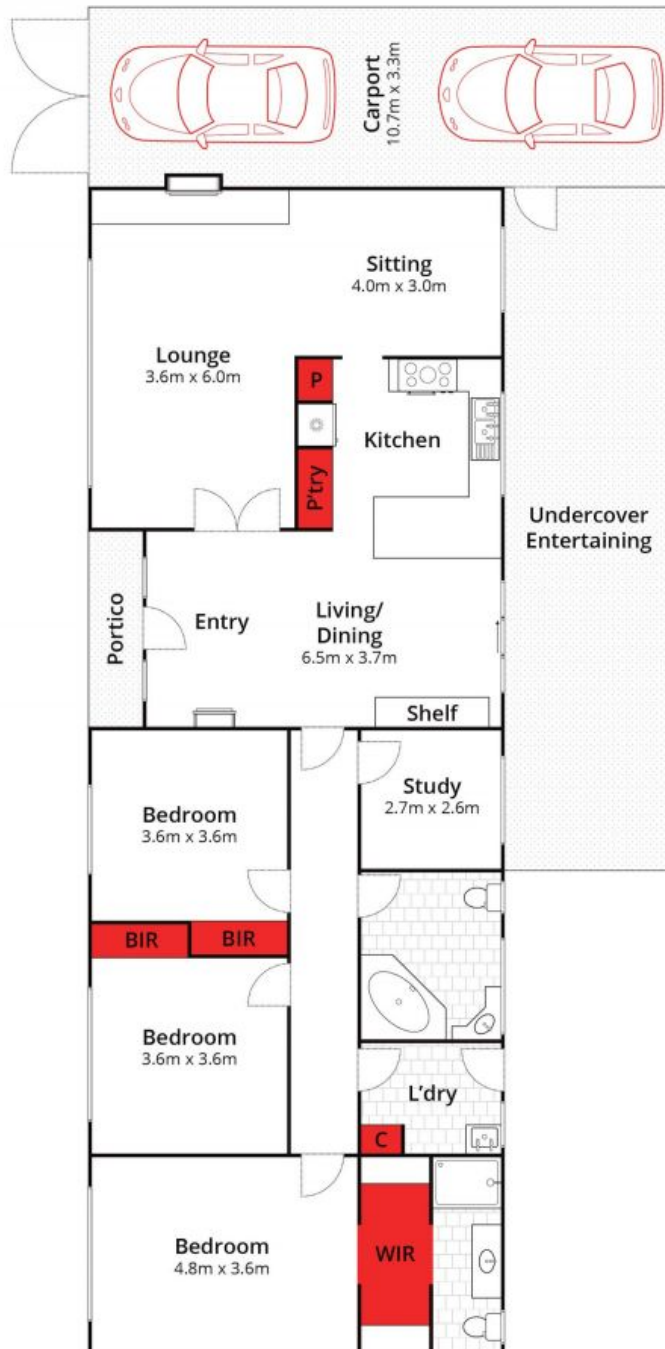 Carport
10.7m x 3.3m
Sitting
4.0m x 3.0m
Lounge
3.6m x 6.0m
P
Kitchen
P'try
Undercover
Entertaining
Portico
Entry
Living/
Dining
6.5m x 3.7m
Shelf
Bedroom
3.6m x 3.6m
Study
2.7m x 2.6m
BIR
BIR
Bedroom
3.6m x 3.6m
L'dry
C
Bedroom
4.8m x 3.6m
WIR